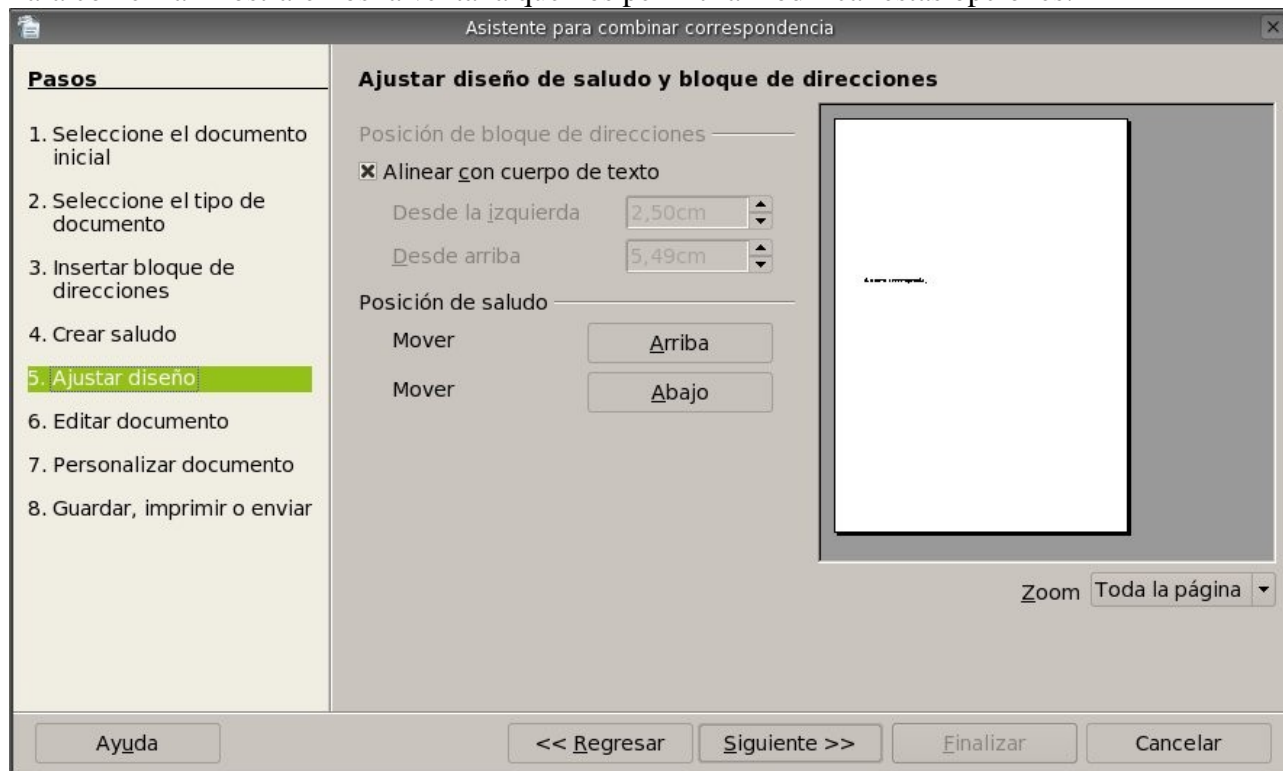 Asistente para combinar correspondencia
Pasos
1. Seleccione el documento
inicial
2. Seleccione el tipo de
documento
3. Insertar bloque de
direcciones
4. Crear saludo
5. Ajustar diseño
6. Editar documento
7. Personalizar documento
8. Guardar, imprimir o enviar
Ajustar diseño de saludo y bloque de direcciones
Posición de bloque de direcciones
Alinear con cuerpo de texto
Desde la izquierda 2,50cm
Desde arriba 5,49cm
Posición de saludo
Mover Arriba
Mover Abajo
Zoom Toda la página
Ayuda << Regresar Siguiente >> Finalizar Cancelar